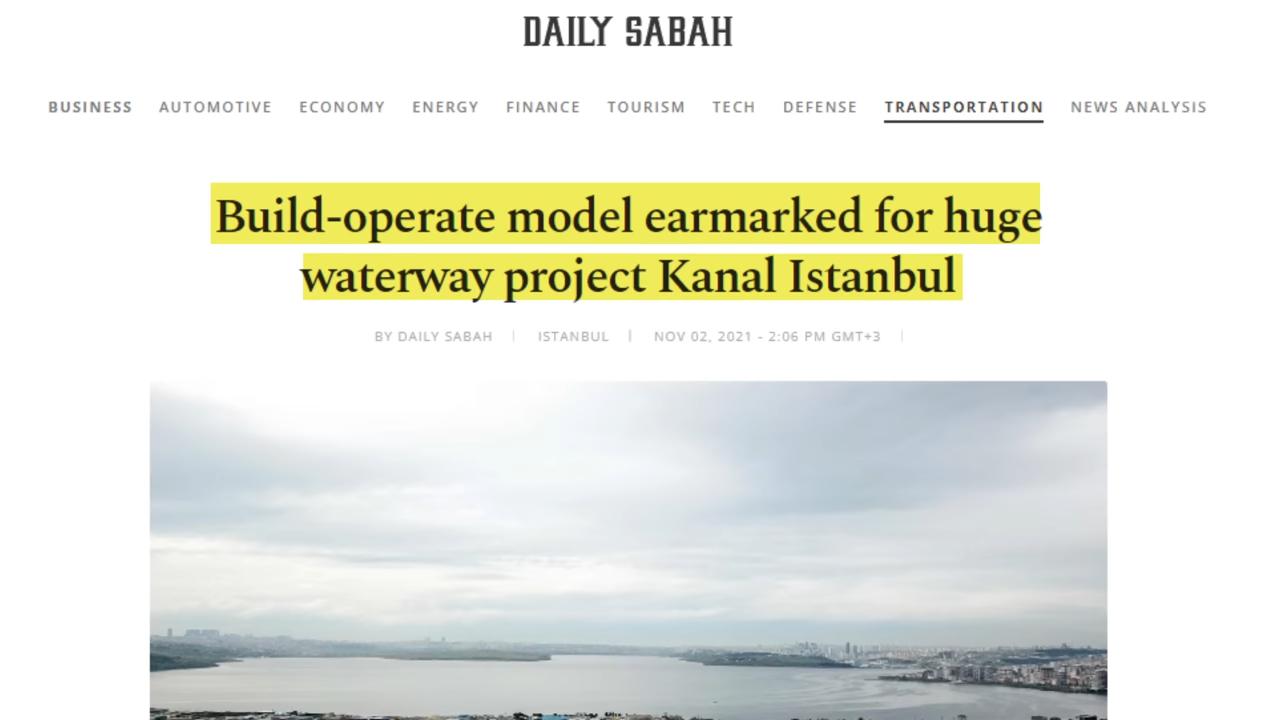 DAILY SABAH
BUSINESS AUTOMOTIVE ECONOMY ENERGY FINANCE TOURISM TECH DEFENSE TRANSPORTATION NEWS ANALYSIS
Build-operate model earmarked for huge
waterway project Kanal Istanbul
BY DAILY SABAH | ISTANBUL | NOV 02, 2021 - 2:06 PM GMT+3 |